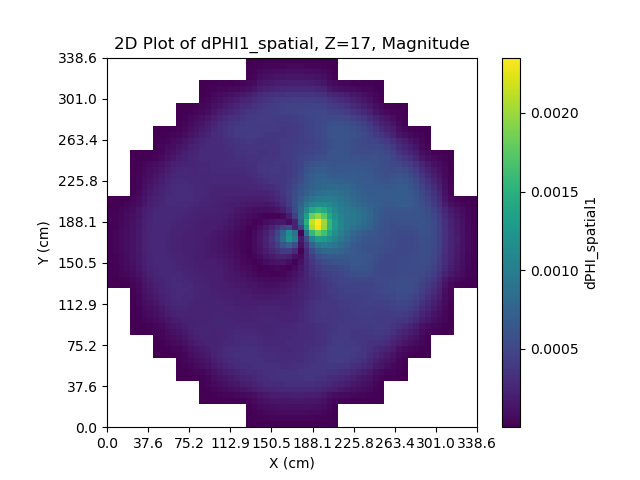 2D Plot of dPHI1_spatial, Z=17, Magnitude
338.6
301.0
263.4
225.8
188.1
150.5
112.9
75.2
37.6
0.0
Y (cm)
0.0 37.6 75.2 112.9 150.5 188.1 225.8 263.4 301.0 338.6
X (cm)
0.0020
0.0015
0.0010
0.0005
dPHI_spatial1